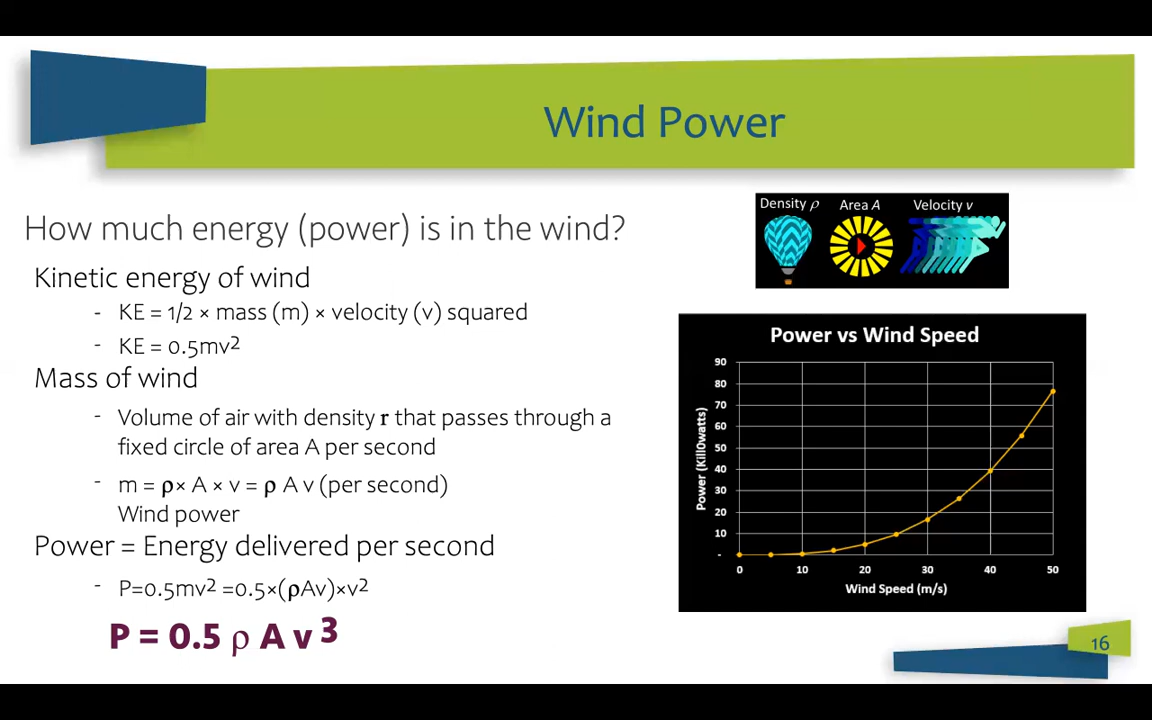 Wind Power
How much energy (power) is in the wind?
Kinetic energy of wind
- KE = 1/2 × mass (m) × velocity (v) squared
- KE = 0.5mv²
Mass of wind
- Volume of air with density r that passes through a
fixed circle of area A per second
- m = ρ× A × v = ρ A v (per second)
Wind power
Power = Energy delivered per second
- P=0.5mv² =0.5×(ρAv)×v²
P = 0.5 ρ A v ³
Density ρ Area A Velocity v
Power vs Wind Speed
Power (Kill0watts)
90
80
70
60
50
40
30
20
10
-
0 10 20 30 40 50
Wind Speed (m/s)
16